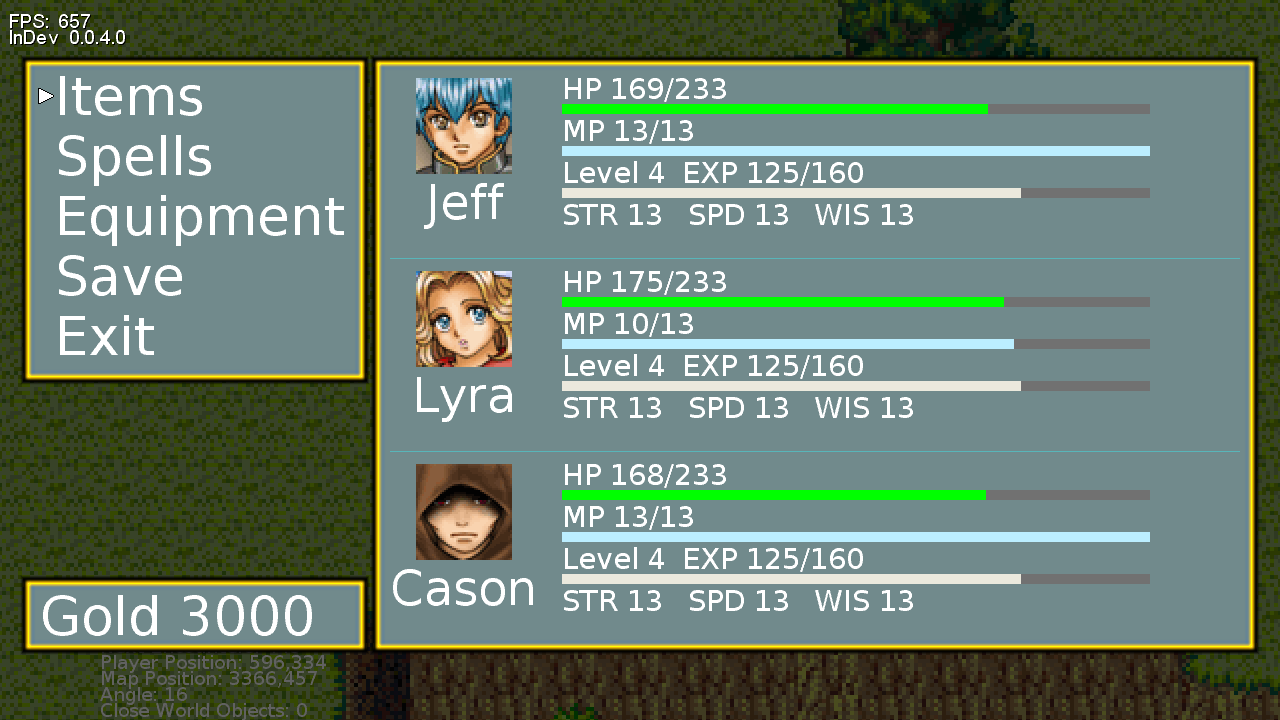 FPS: 657
InDev 0.0.4.0
Items
Spells
Equipment
Save
Exit
HP 169/233
MP 13/13
Level 4 EXP 125/160
STR 13 SPD 13 WIS 13
Jeff
HP 175/233
MP 10/13
Level 4 EXP 125/160
STR 13 SPD 13 WIS 13
Lyra
HP 168/233
MP 13/13
Level 4 EXP 125/160
STR 13 SPD 13 WIS 13
Cason
Gold 3000
Player Position: 596,334
Map Position: 3366,457
Angle: 16
Close World Objects: 0